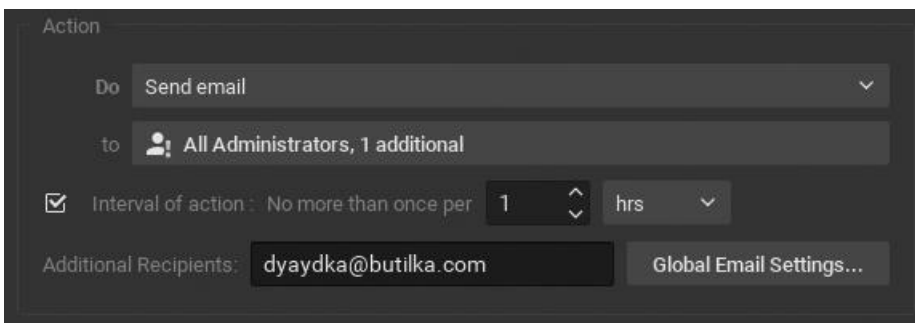 Action
Do Send email
to All Administrators, 1 additional
Interval of action : No more than once per 1 hrs
Additional Recipients: dyaydka@butilka.com Global Email Settings...